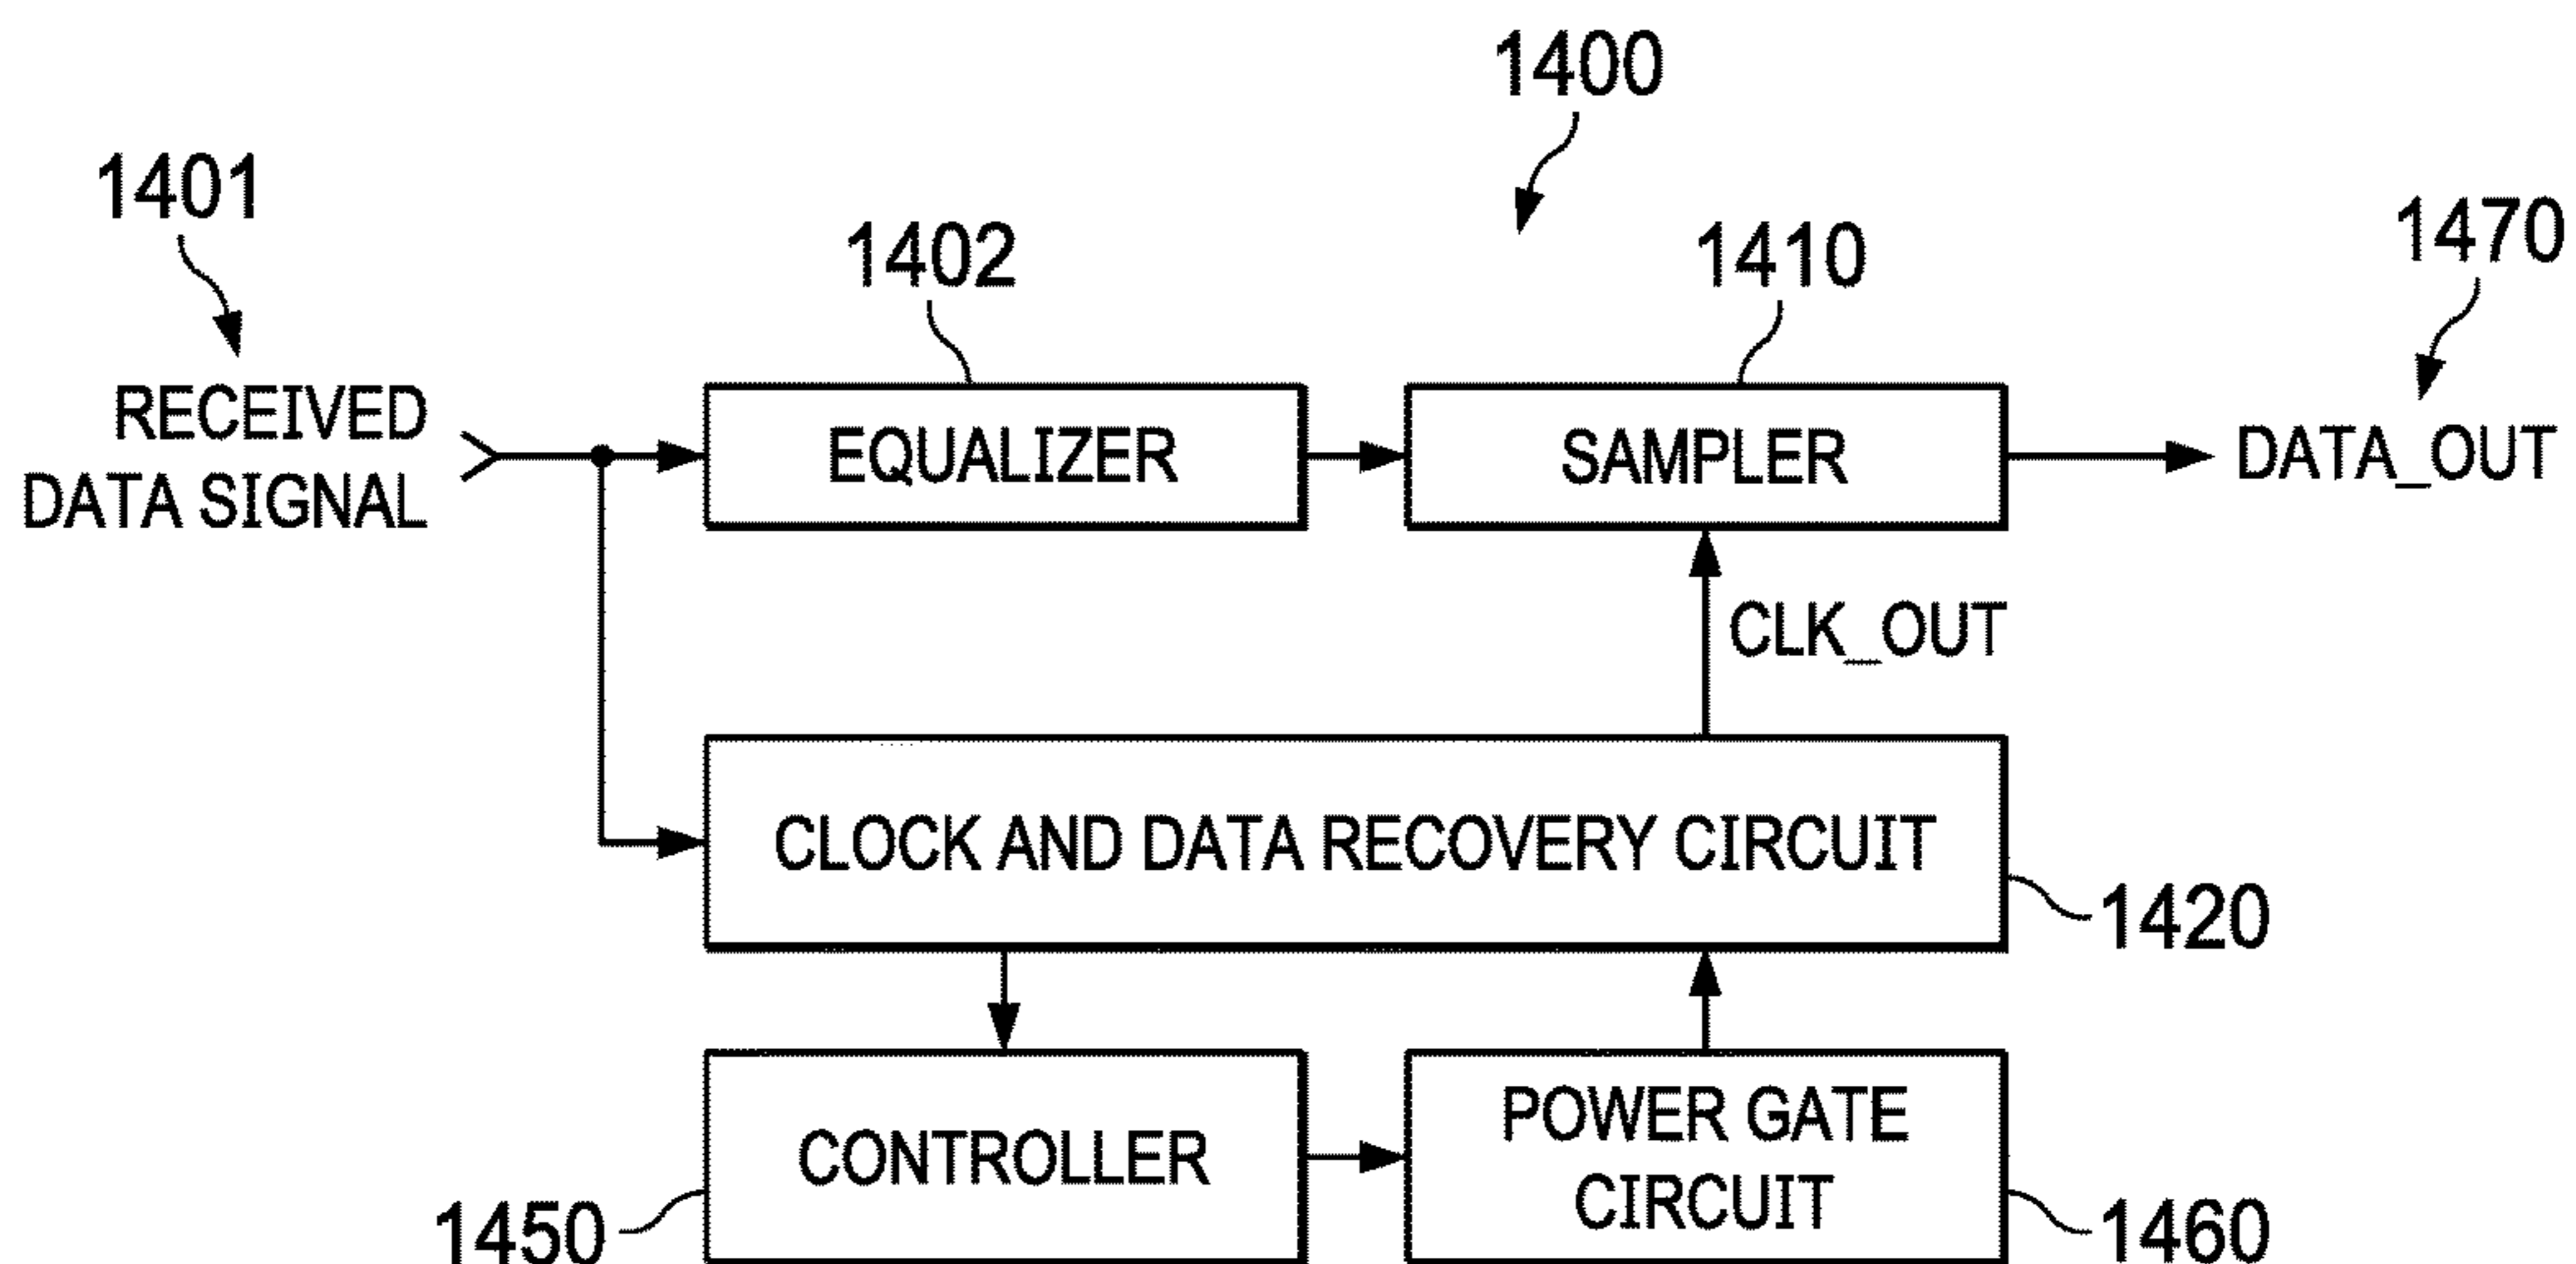 1400
1401
1402
1410
1470
RECEIVED
DATA SIGNAL
EQUALIZER
SAMPLER
DATA_OUT
CLK_OUT
CLOCK AND DATA RECOVERY CIRCUIT
1420
CONTROLLER
POWER GATE
CIRCUIT
1450
1460